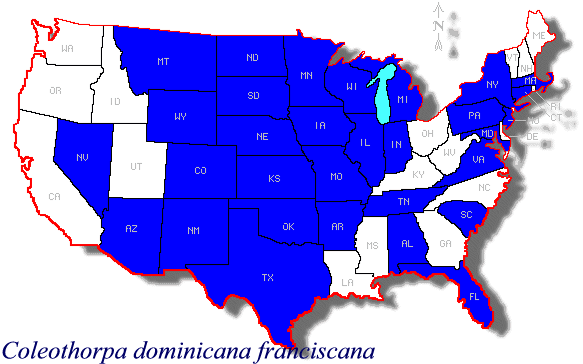 N N
WA
MT
ND
MN
ME
VT
NH
OR
ID
SD
WI
MI
NY
MA
WY
IA
RI
CT
NV
UT
CO
NE
IL
IN
OH
PA
NJ
MD
DE
WV
VA
CA
KS
MO
KY
NC
AZ
NM
OK
AR
TN
SC
TX
MS
AL
GA
LA
FL
Coleothorpa dominicana franciscana